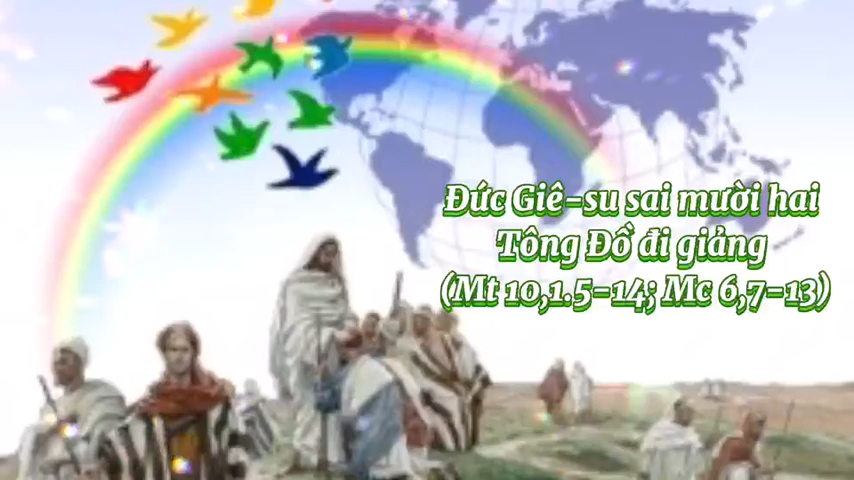 Đức Giê-su sai mười hai
Tông Đồ đi giảng
(Mt 10,1.5-14; Mc 6,7-13)